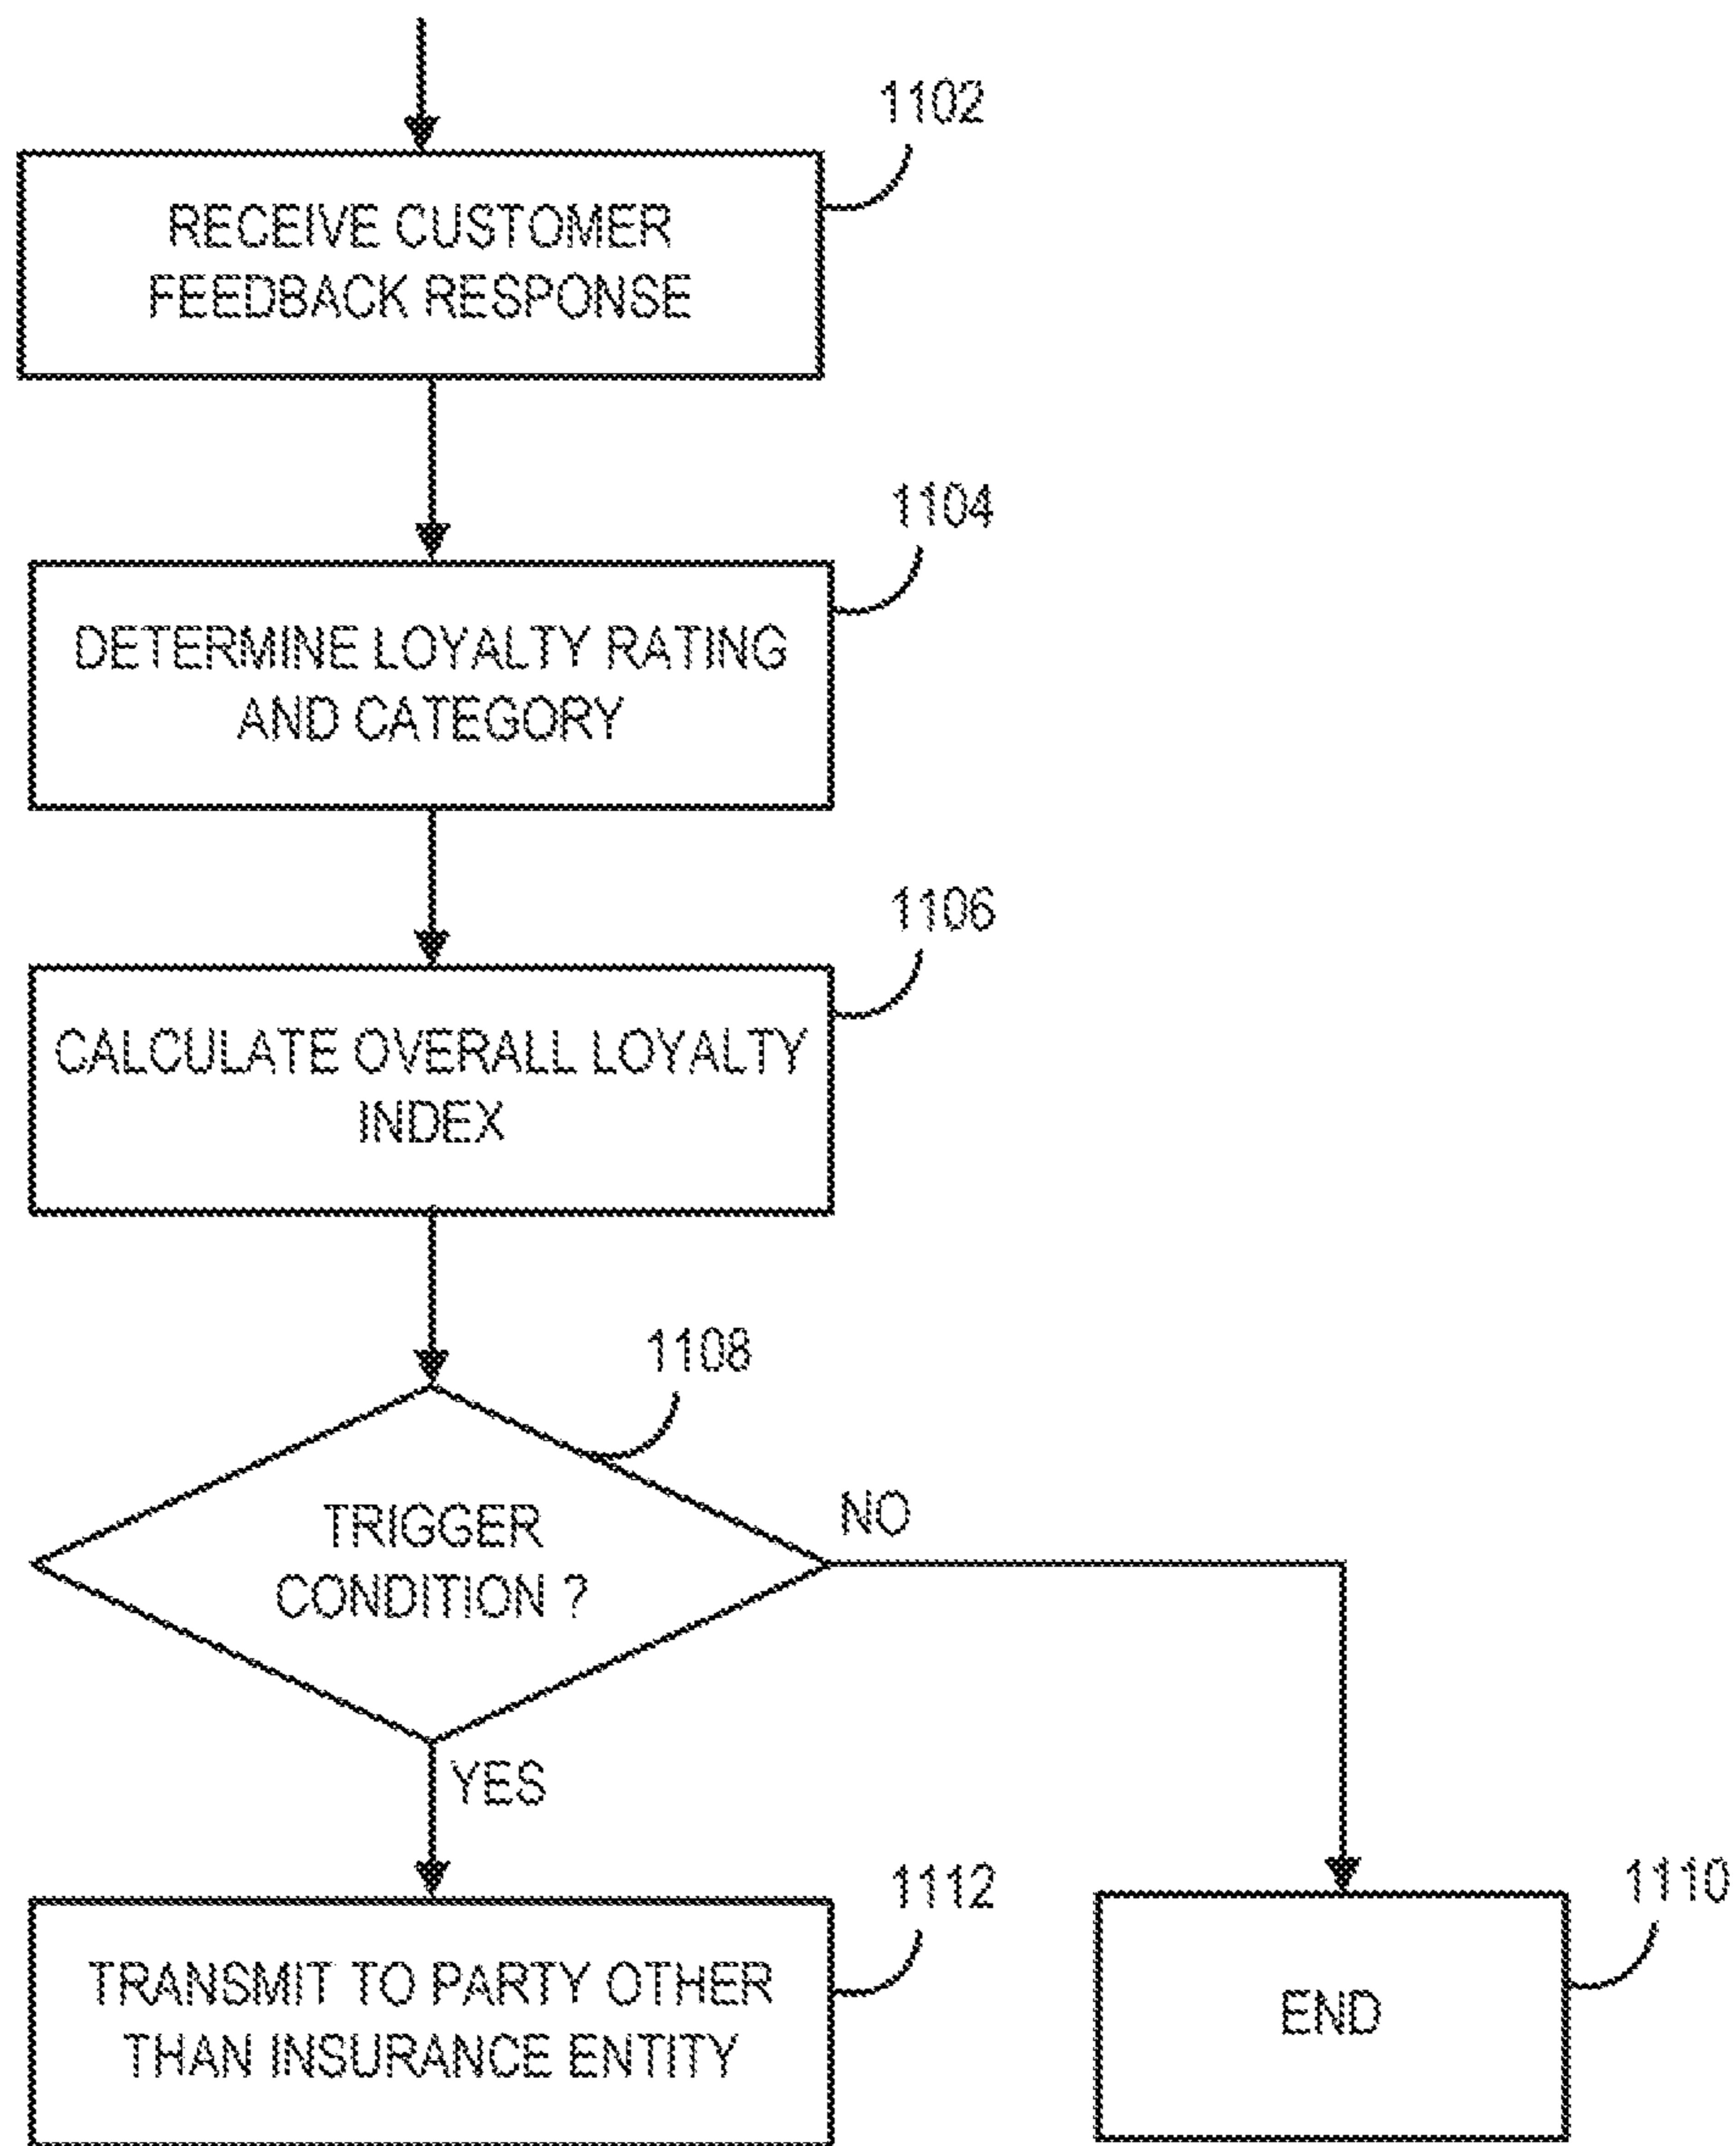 1102
RECEIVE CUSTOMER
FEEDBACK RESPONSE
1104
DETERMINE LOYALTY RATING
AND CATEGORY
1106
CALCULATE OVERALL LOYALTY
INDEX
1108
TRIGGER
CONDITION ?
NO
YES
1112
TRANSMIT TO PARTY OTHER
THAN INSURANCE ENTITY
1110
END